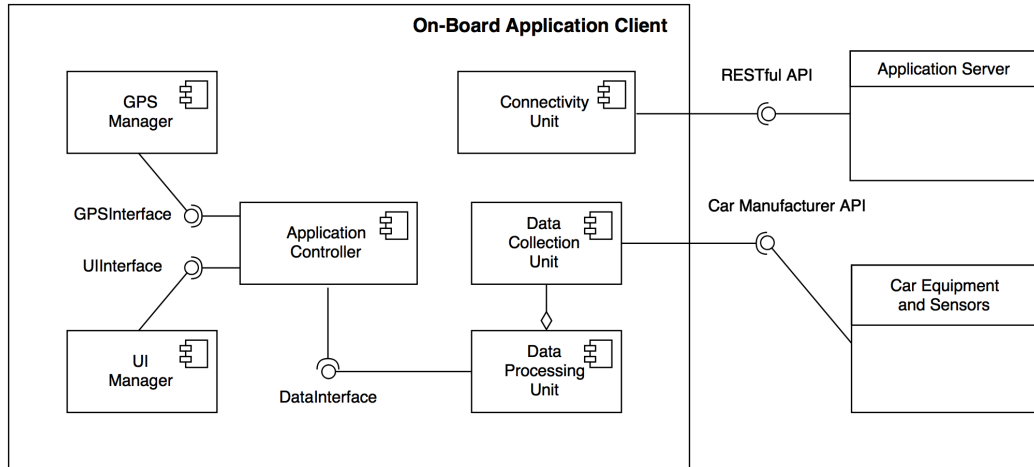 On-Board Application Client
GPS
Manager
Connectivity
Unit
RESTful API
Application Server
GPSInterface
Application
Controller
UIInterface
Data
Collection
Unit
Car Manufacturer API
Car Equipment
and Sensors
UI
Manager
DataInterface
Data
Processing
Unit